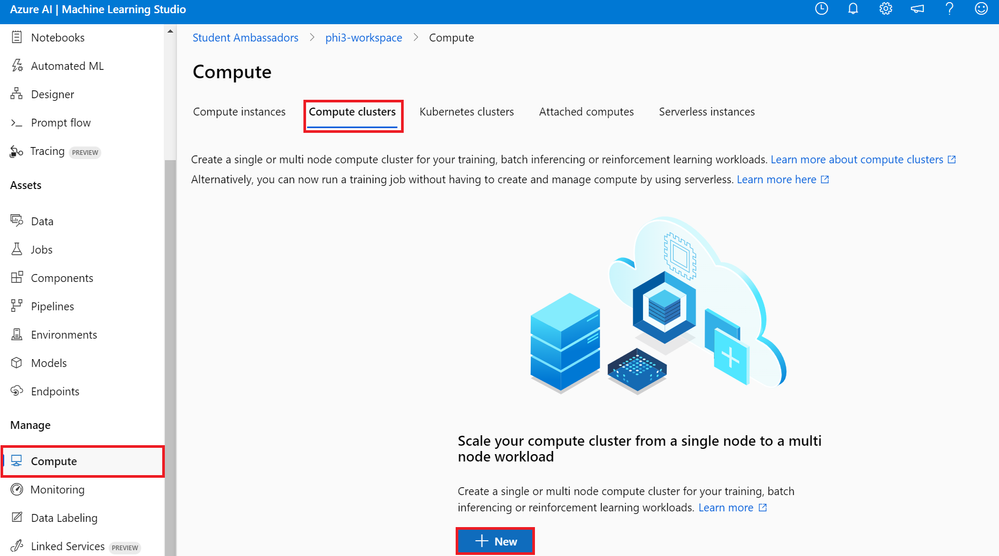 Azure AI | Machine Learning Studio
Notebooks
Automated ML
Designer
Prompt flow
Tracing PREVIEW
Assets
Data
Jobs
Components
Pipelines
Environments
Models
Endpoints
Manage
Compute
Monitoring
Data Labeling
Linked Services PREVIEW
Student Ambassadors > phi3-workspace > Compute
Compute
Compute instances Compute clusters Kubernetes clusters Attached computes Serverless instances
Create a single or multi node compute cluster for your training, batch inferencing or reinforcement learning workloads. Learn more about compute clusters
Alternatively, you can now run a training job without having to create and manage compute by using serverless. Learn more here
Scale your compute cluster from a single node to a multi
node workload
Create a single or multi node compute cluster for your training, batch
inferencing or reinforcement learning workloads. Learn more
+ New